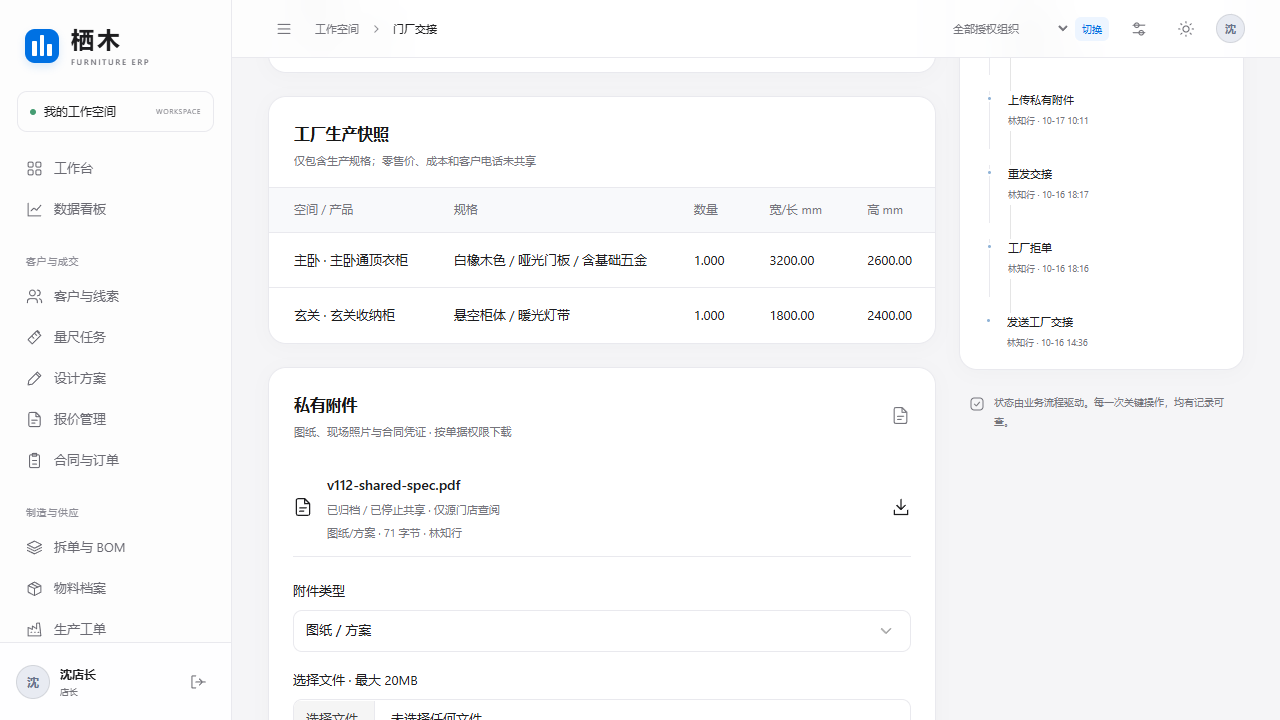 栖木
FURNITURE ERP
我的工作空间
WORKSPACE
工作台
数据看板
客户与成交
客户与线索
量尺任务
设计方案
报价管理
合同与订单
制造与供应
拆单与 BOM
物料档案
生产工单
沈
沈店长
店长
工作空间
门厂交接
全部授权组织
切换
沈
工厂生产快照
仅包含生产规格；零售价、成本和客户电话未共享
空间 / 产品 规格 数量 宽/长 mm 高 mm
主卧 · 主卧通顶衣柜 白橡木色 / 哑光门板 / 含基础五金 1.000 3200.00 2600.00
玄关 · 玄关收纳柜 悬空柜体 / 暖光灯带 1.000 1800.00 2400.00
私有附件
图纸、现场照片与合同凭证 · 按单据权限下载
v112-shared-spec.pdf
已归档 / 已停止共享 · 仅源门店查阅
图纸/方案 · 71 字节 · 林知行
附件类型
图纸 / 方案
选择文件 · 最大 20MB
选择文件 未选择任何文件
上传私有附件
林知行 · 10-17 10:11
重发交接
林知行 · 10-16 18:17
工厂拒单
林知行 · 10-16 18:16
发送工厂交接
林知行 · 10-16 14:36
状态由业务流程驱动。每一次关键操作，均有记录可
查。